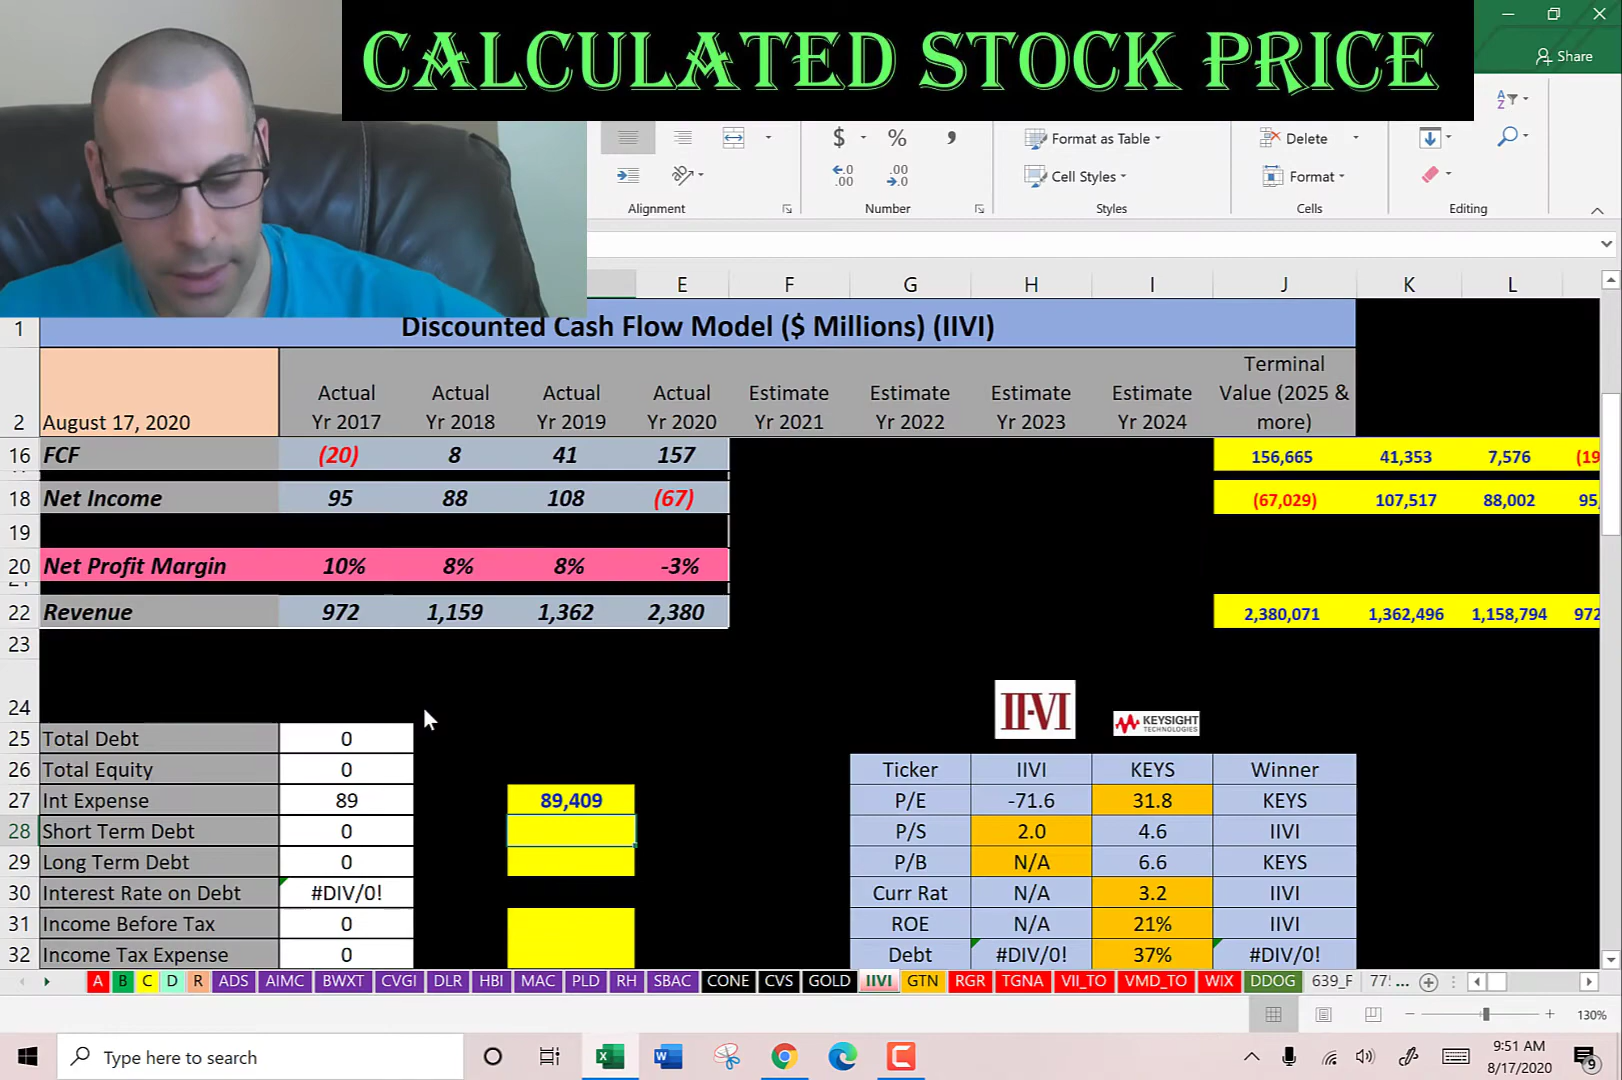 CALCULATED STOCK PRICE
Share
$ % ,
Format as Table
Delete
Cell Styles
Format
Alignment
Number
Styles
Cells
Editing
E F G H I J K L
1 Discounted Cash Flow Model ($ Millions) (IIVI)
2 August 17, 2020 Actual Yr 2017 Actual Yr 2018 Actual Yr 2019 Actual Yr 2020 Estimate Yr 2021 Estimate Yr 2022 Estimate Yr 2023 Estimate Yr 2024 Terminal Value (2025 & more)
16 FCF (20) 8 41 157 156,665 41,353 7,576 (19
18 Net Income 95 88 108 (67) (67,029) 107,517 88,002 95,
19
20 Net Profit Margin 10% 8% 8% -3%
22 Revenue 972 1,159 1,362 2,380 2,380,071 1,362,496 1,158,794 972
23
24 II-VI KEYSIGHT TECHNOLOGIES
25 Total Debt 0
26 Total Equity 0 Ticker IIVI KEYS Winner
27 Int Expense 89 89,409 P/E -71.6 31.8 KEYS
28 Short Term Debt 0 P/S 2.0 4.6 IIVI
29 Long Term Debt 0 P/B N/A 6.6 KEYS
30 Interest Rate on Debt #DIV/0! Curr Rat N/A 3.2 IIVI
31 Income Before Tax 0 ROE N/A 21% IIVI
32 Income Tax Expense 0 Debt #DIV/0! 37% #DIV/0!
A B C D R ADS AIMC BWXT CVGI DLR HBI MAC PLD RH SBAC CONE CVS GOLD IIVI GTN RGR TGNA VII_TO VMD_TO WIX DDOG 639_F 77 ...
130%
Type here to search
9:51 AM
8/17/2020
9